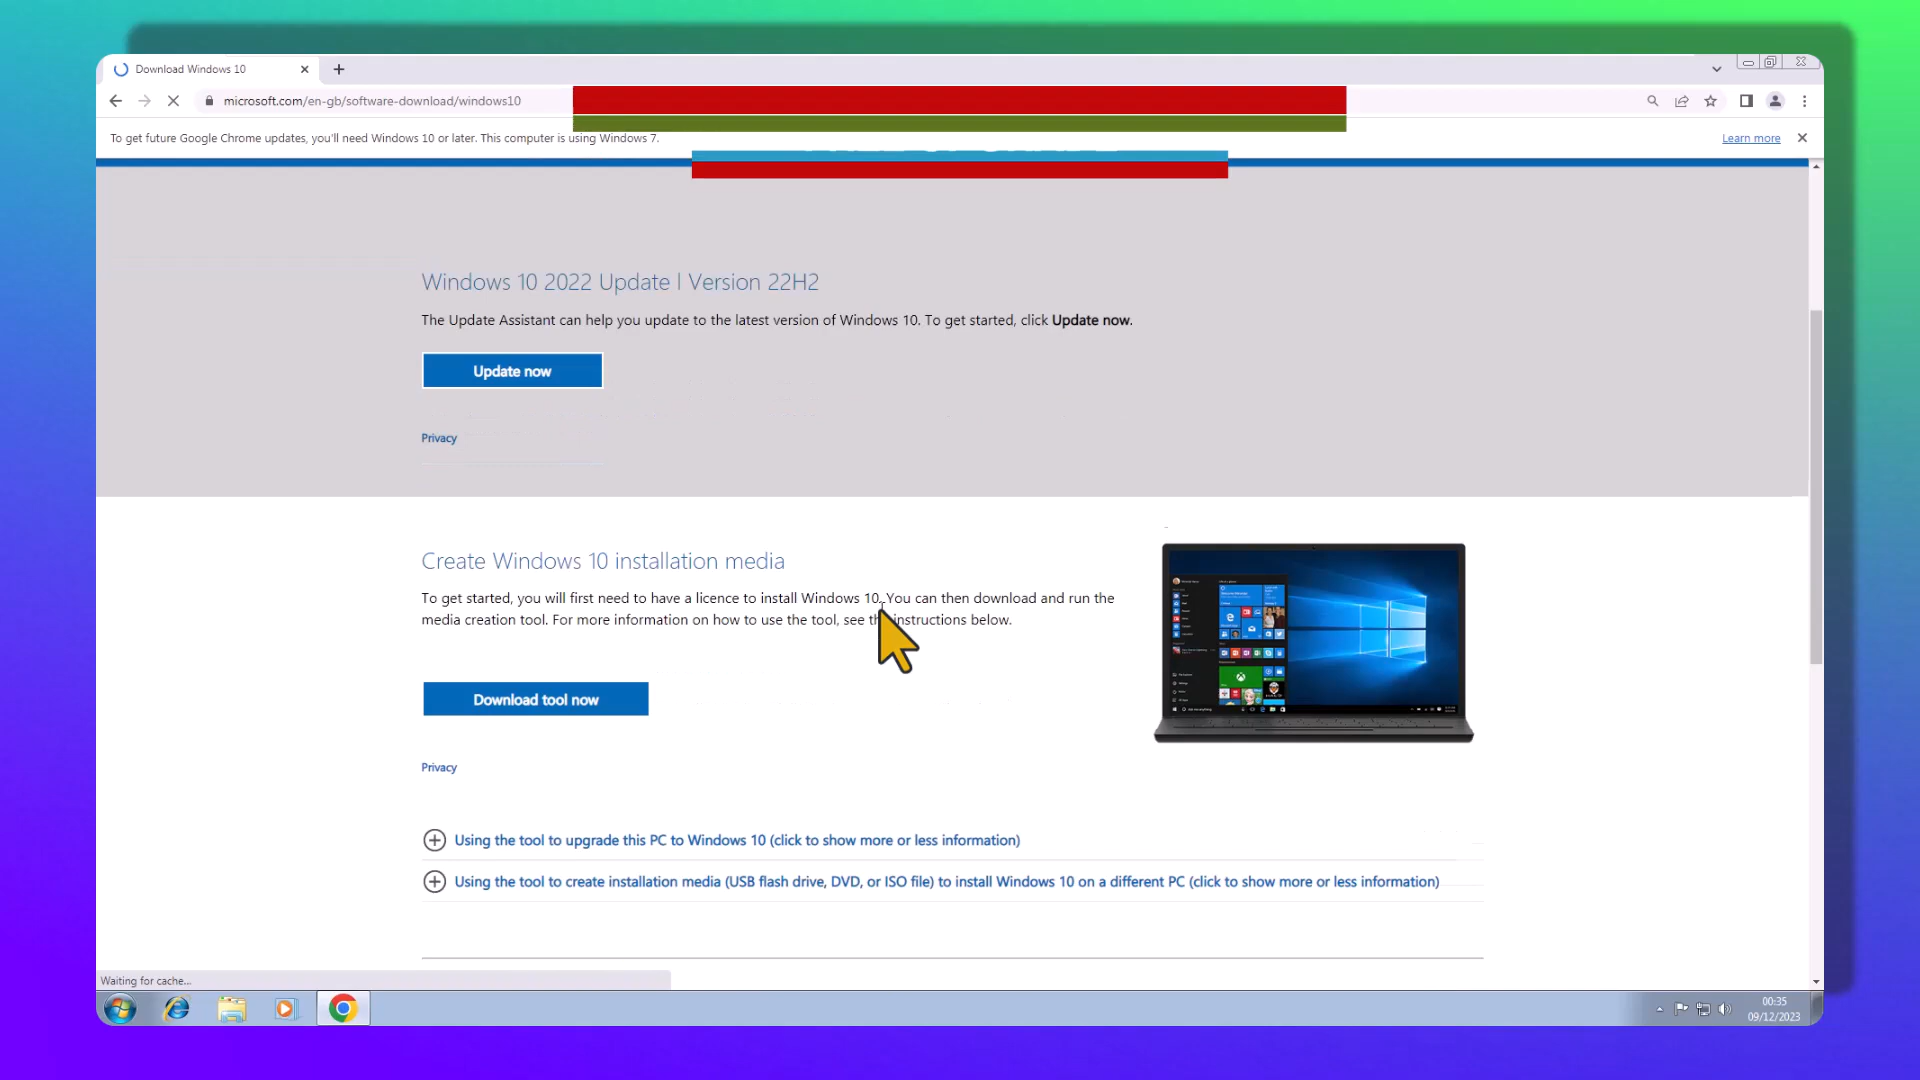 Download Windows 10
microsoft.com/en-gb/software-download/windows10
To get future Google Chrome updates, you'll need Windows 10 or later. This computer is using Windows 7.
Learn more
Windows 10 2022 Update | Version 22H2
The Update Assistant can help you update to the latest version of Windows 10. To get started, click Update now.
Update now
Privacy
Create Windows 10 installation media
To get started, you will first need to have a licence to install Windows 10. You can then download and run the
media creation tool. For more information on how to use the tool, see the instructions below.
Download tool now
Privacy
Using the tool to upgrade this PC to Windows 10 (click to show more or less information)
Using the tool to create installation media (USB flash drive, DVD, or ISO file) to install Windows 10 on a different PC (click to show more or less information)
Waiting for cache...
00:35
09/12/2023